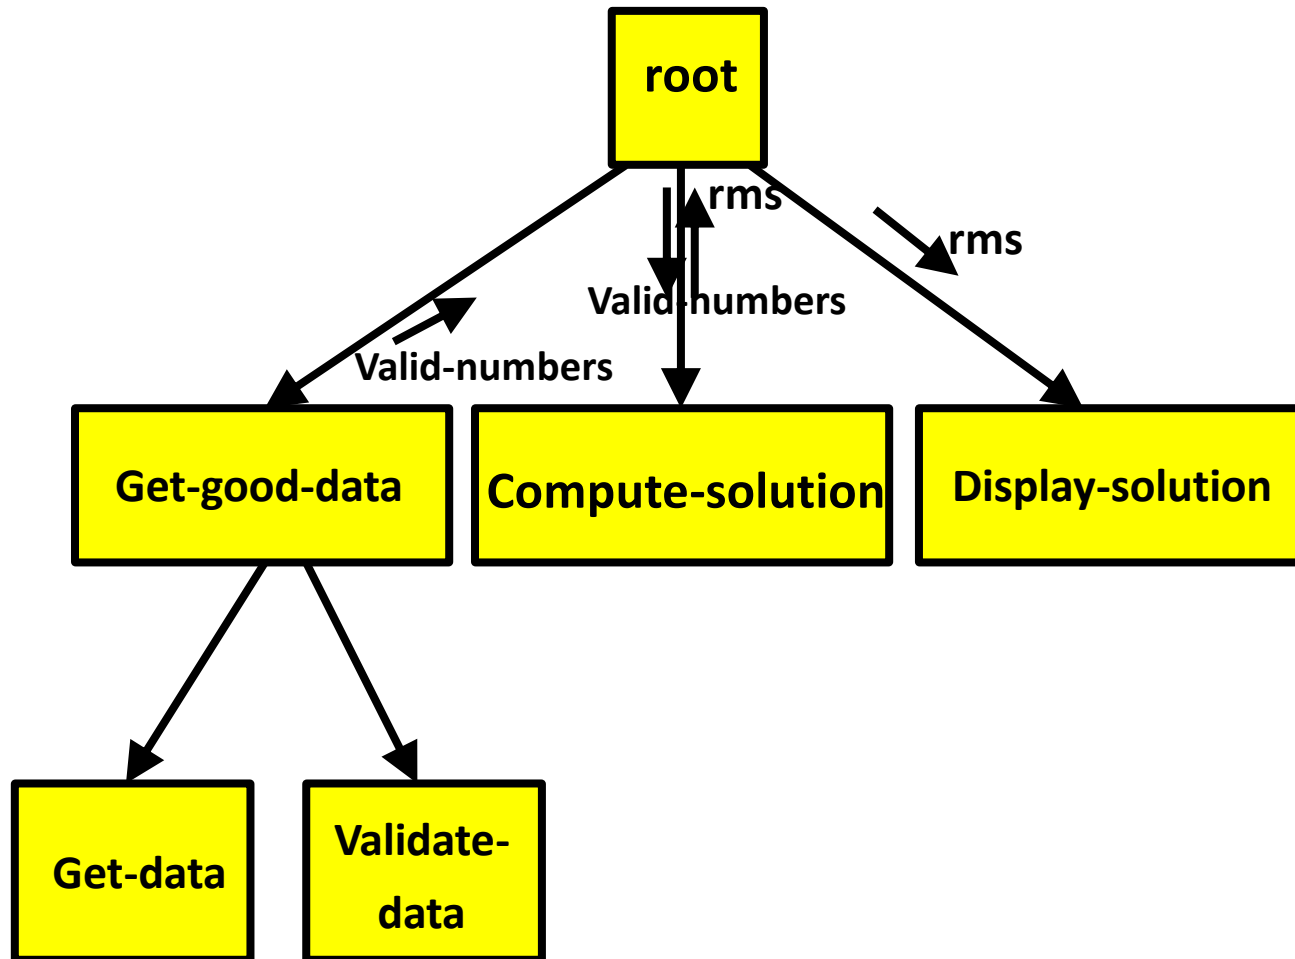 root
rms
rms
Valid-numbers
Valid-numbers
Get-good-data
Compute-solution
Display-solution
Get-data
Validate-
data